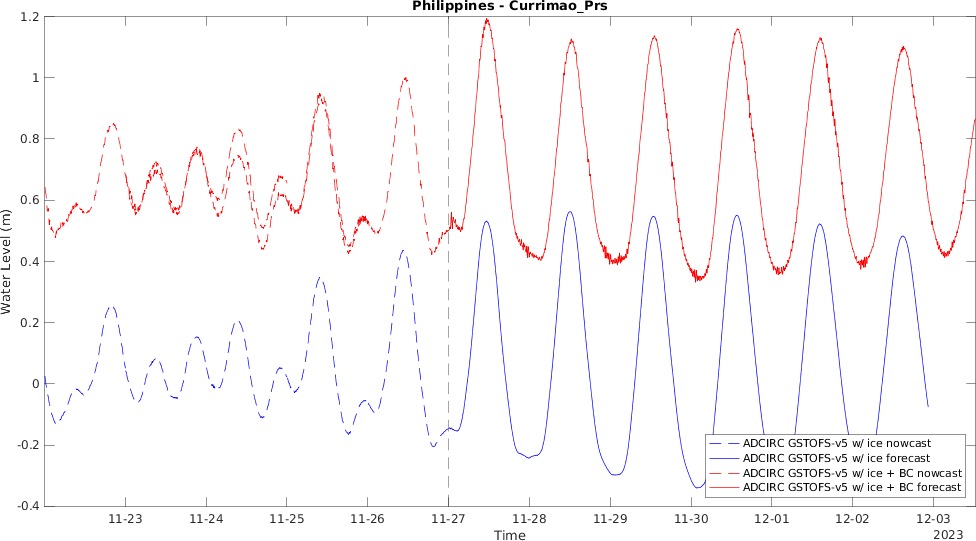 Philippines - Currimao_Prs
Water Level (m)
1.2
1
0.8
0.6
0.4
0.2
0
-0.2
-0.4
ADCIRC GSTOFS-v5 w/ ice nowcast
ADCIRC GSTOFS-v5 w/ ice forecast
ADCIRC GSTOFS-v5 w/ ice + BC nowcast
ADCIRC GSTOFS-v5 w/ ice + BC forecast
11-23 11-24 11-25 11-26 11-27 11-28 11-29 11-30 12-01 12-02 12-03
Time
2023